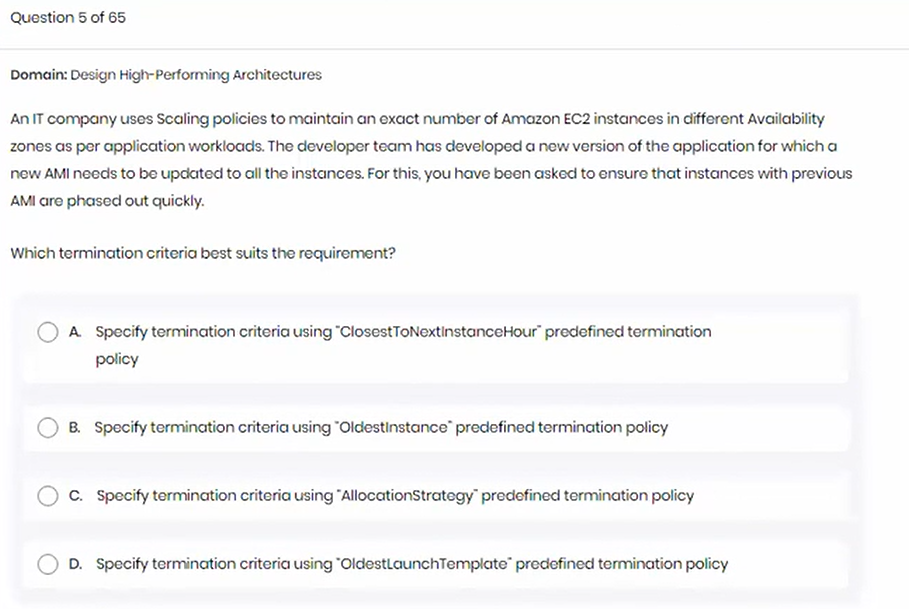 Question 5 of 65
Domain: Design High-Performing Architectures
An IT company uses Scaling policies to maintain an exact number of Amazon EC2 instances in different Availability
zones as per application workloads. The developer team has developed a new version of the application for which a
new AMI needs to be updated to all the instances. For this, you have been asked to ensure that instances with previous
AMI are phased out quickly.
Which termination criteria best suits the requirement?
A. Specify termination criteria using "ClosestToNextInstanceHour" predefined termination
policy
B. Specify termination criteria using "OldestInstance" predefined termination policy
C. Specify termination criteria using "AllocationStrategy" predefined termination policy
D. Specify termination criteria using "OldestLaunchTemplate" predefined termination policy